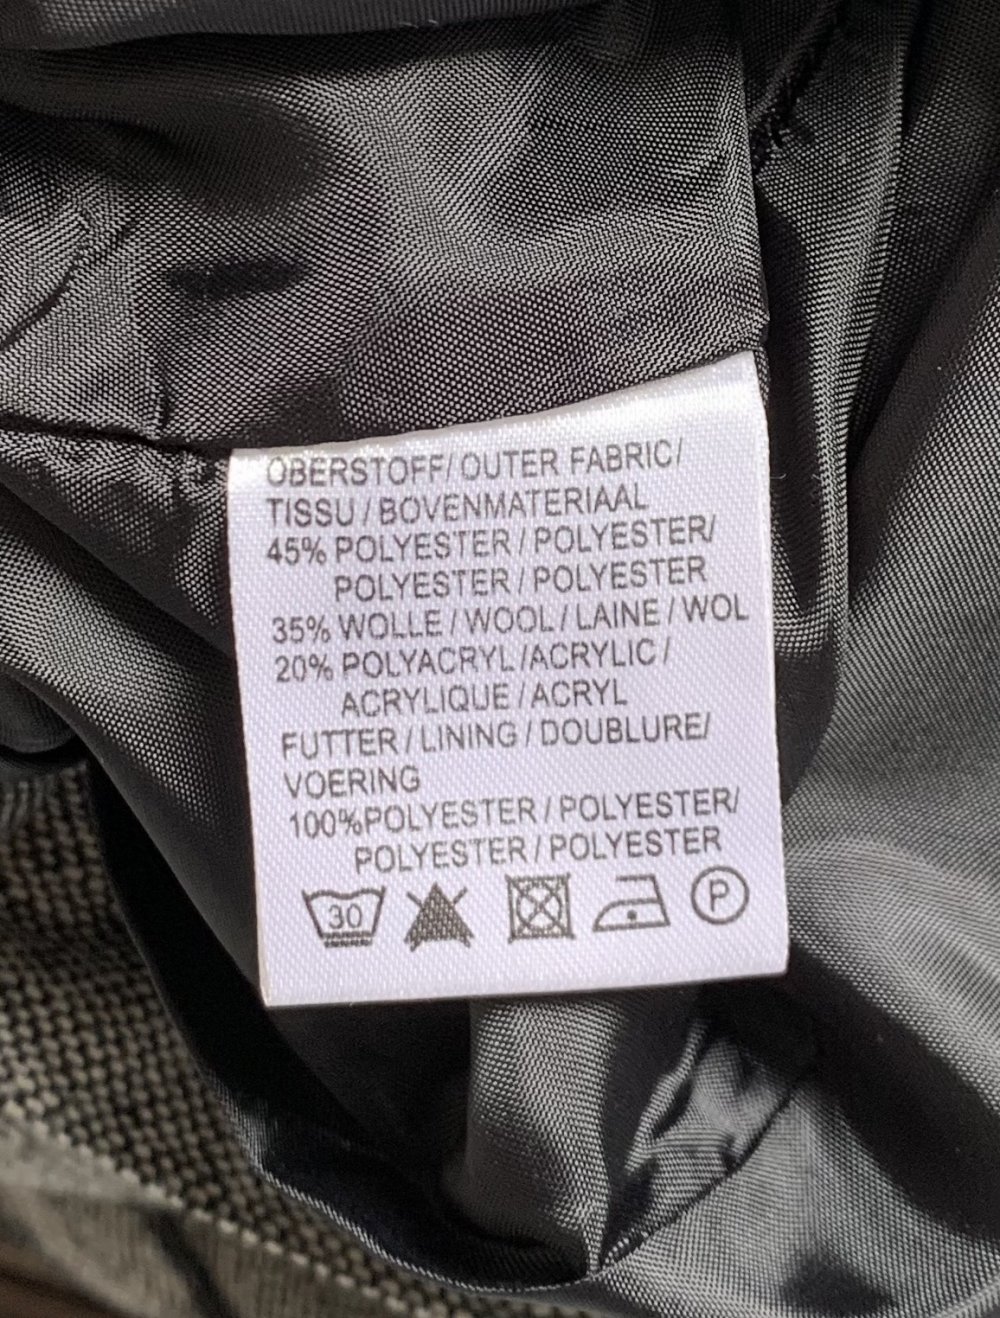 OBERSTOFF/OUTER FABRIC/
TISSU/BOVENMATERIAAL
45% POLYESTER/POLYESTER/
POLYESTER/POLYESTER
35% WOLLE/WOOL/LAINE/WOL
20% POLYACRYL/ACRYLIC/
ACRYLIQUE/ACRYL
FUTTER/LINING/DOUBLURE/
VOERING
100%POLYESTER/POLYESTER/
POLYESTER/POLYESTER
30 P